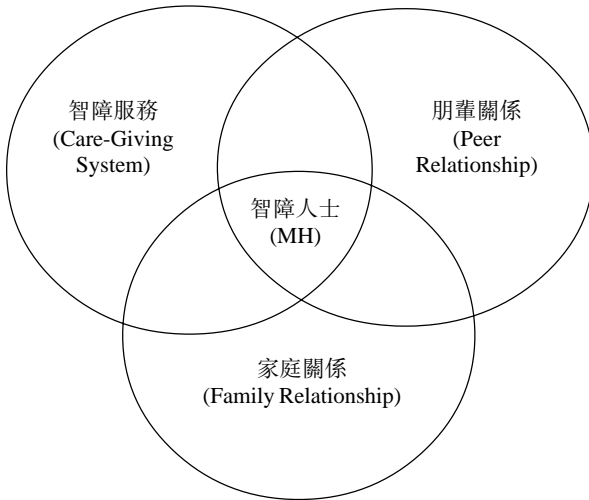 智障服務
(Care-Giving
System)
朋輩關係
(Peer
Relationship)
智障人士
(MH)
家庭關係
(Family Relationship)